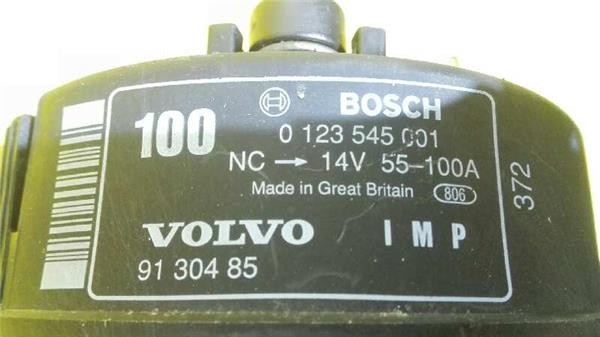 100 BOSCH
0 123 545 001
NC → 14V 55-100A
Made in Great Britain 806
372
VOLVO IMP
91 304 85